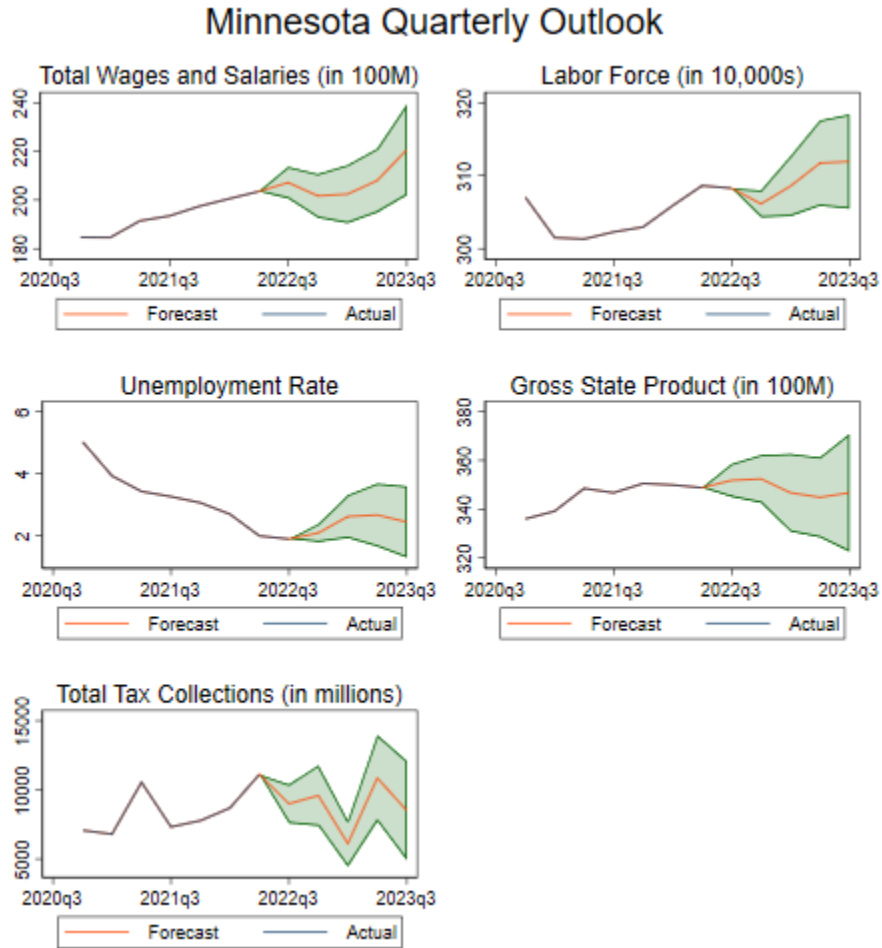 Minnesota Quarterly Outlook
Total Wages and Salaries (in 100M)
240
220
200
180
2020q3 2021q3 2022q3 2023q3
Forecast Actual
Labor Force (in 10,000s)
320
310
300
2020q3 2021q3 2022q3 2023q3
Forecast Actual
Unemployment Rate
6
4
2
2020q3 2021q3 2022q3 2023q3
Forecast Actual
Gross State Product (in 100M)
380
360
340
320
2020q3 2021q3 2022q3 2023q3
Forecast Actual
Total Tax Collections (in millions)
15000
10000
5000
2020q3 2021q3 2022q3 2023q3
Forecast Actual